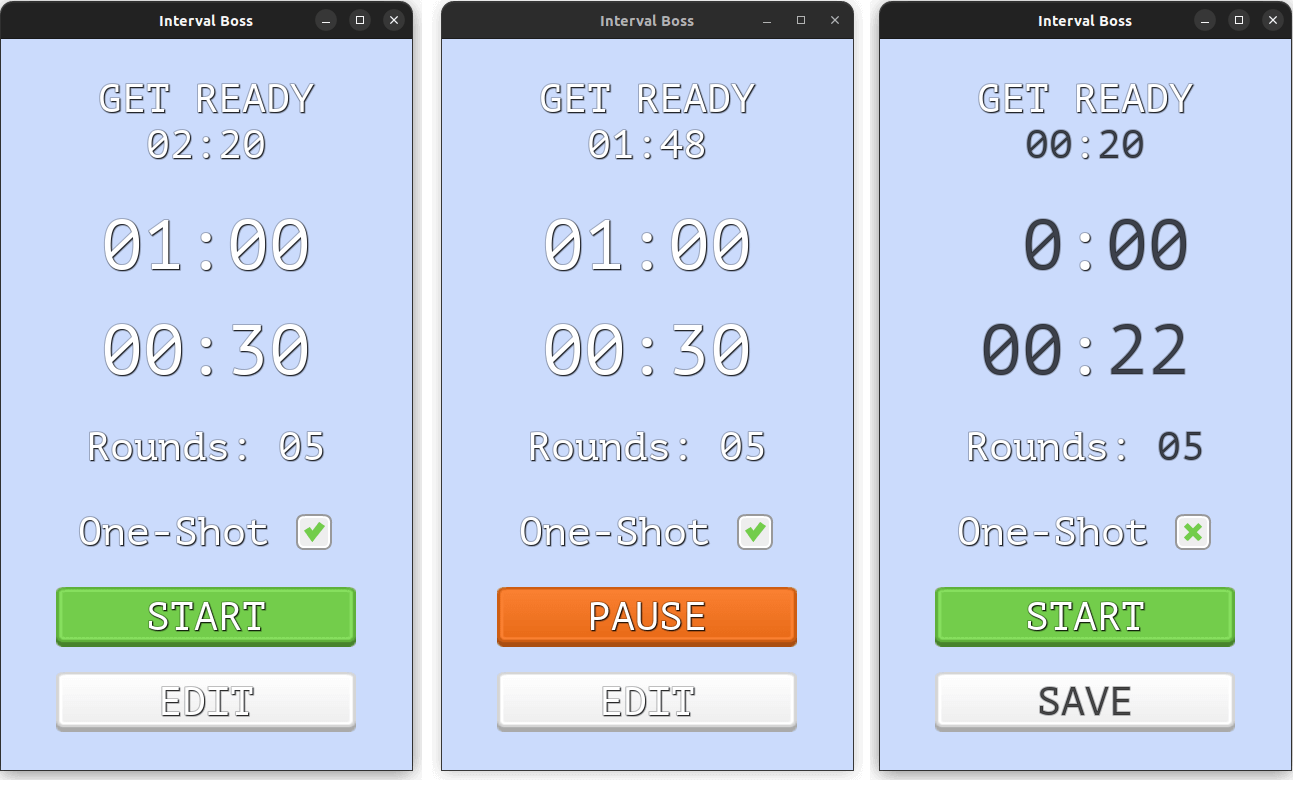 Interval Boss
GET READY
02:20
01:00
00:30
Rounds: 05
One-Shot
START
EDIT
Interval Boss
GET READY
01:48
01:00
00:30
Rounds: 05
One-Shot
PAUSE
EDIT
Interval Boss
GET READY
00:20
0:00
00:22
Rounds: 05
One-Shot
START
SAVE